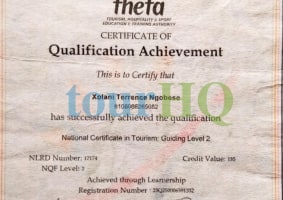 theta
TOURISM, HOSPITALITY & SPORT
EDUCATION & TRAINING AUTHORITY
CERTIFICATE OF
Qualification Achievement
This is to Certify that
tourHQ
Xolani Terrence Ngobese
has successfully achieved the qualification
National Certificate in Tourism: Guiding Level 2
NLRD Number:
Credit Value:
NQF Level: 2
Achieved through Learnership
Registration Number :